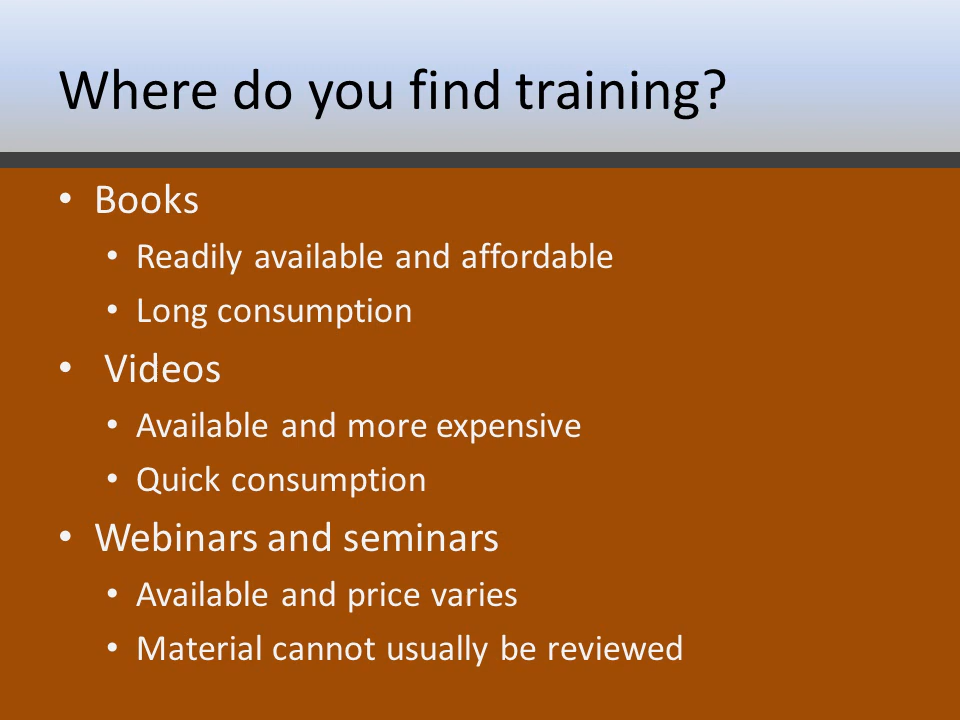 Where do you find training?
• Books
• Readily available and affordable
• Long consumption
• Videos
• Available and more expensive
• Quick consumption
• Webinars and seminars
• Available and price varies
• Material cannot usually be reviewed